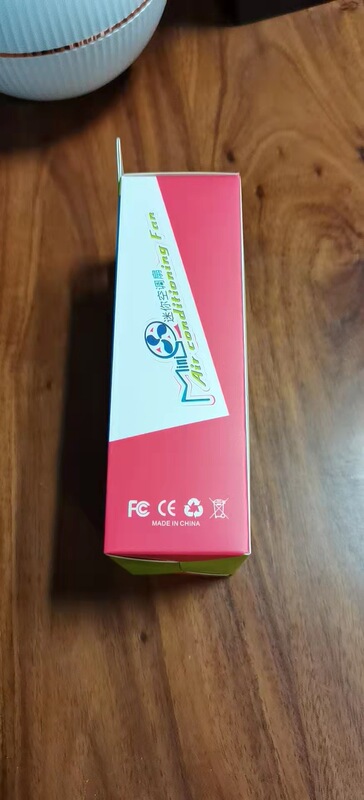 Mini
迷你空调扇
Air conditioning Fan
FC CE
MADE IN CHINA